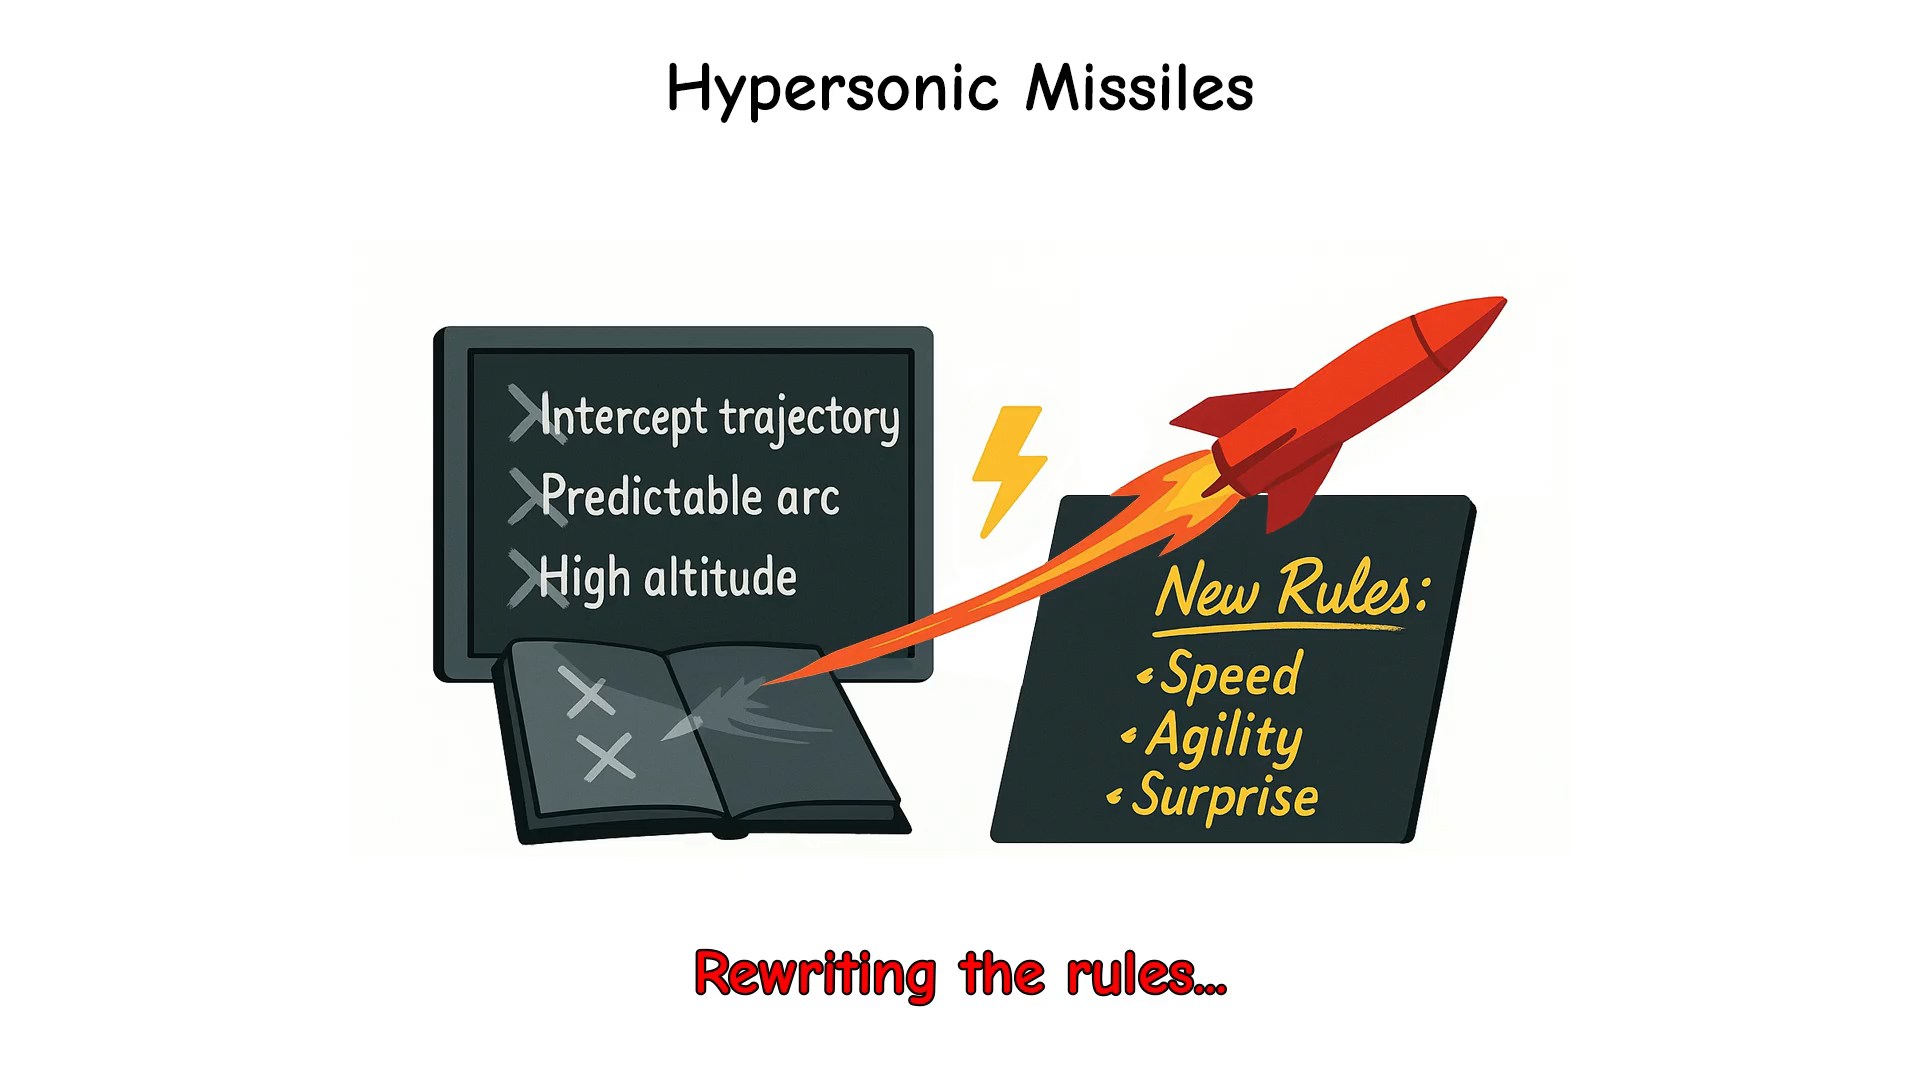 Hypersonic Missiles
Intercept trajectory
Predictable arc
High altitude
New Rules:
Speed
Agility
Surprise
Rewriting the rules...